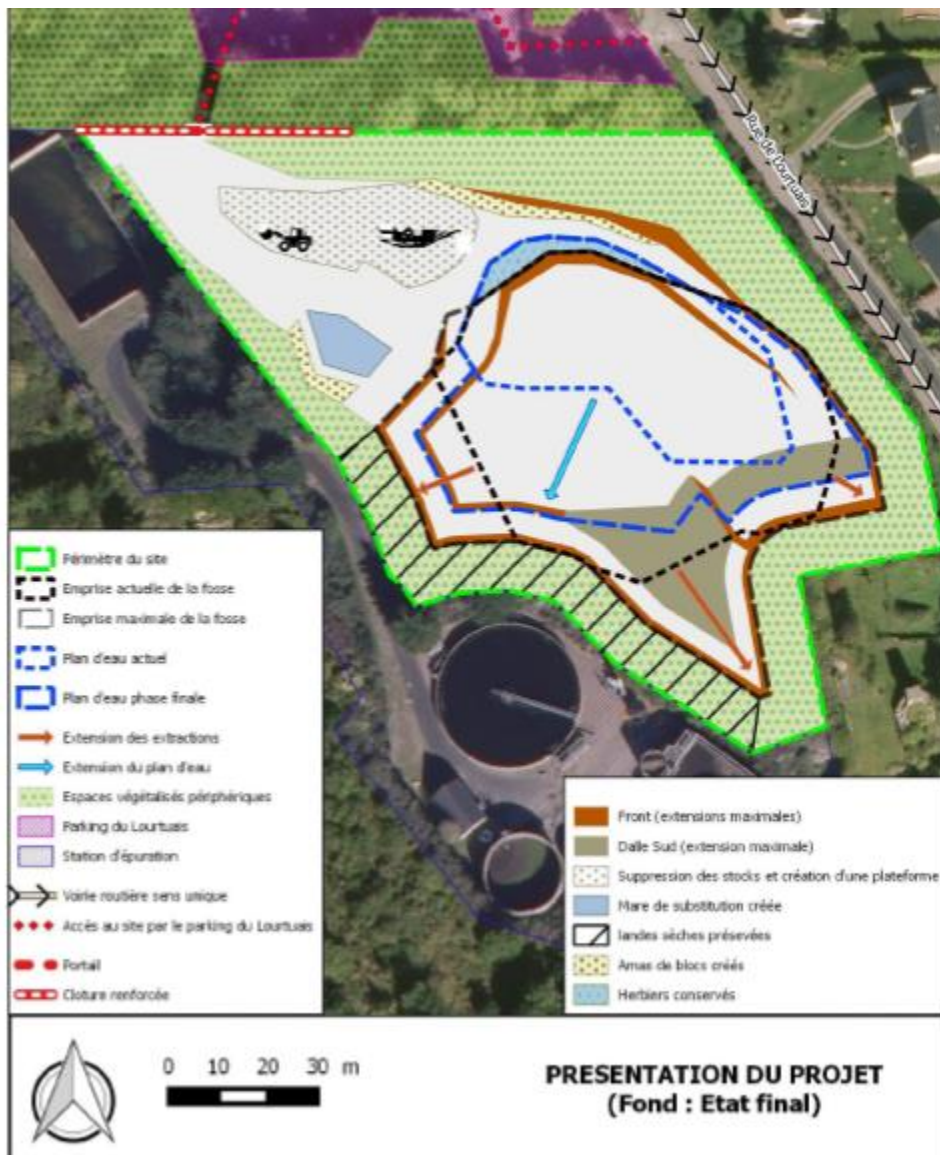 Rue de Lourtuais
Périmètre du site
Emprise actuelle de la fosse
Emprise maximale de la fosse
Plan d'eau actuel
Plan d'eau phase finale
Extension des extractions
Extension du plan d'eau
Espaces végétalisés périphériques
Parking du Lourtuais
Station d'épuration
Voirie routière sens unique
Accès au site par le parking du Lourtuais
Portail
Cloture renforcée
Front (extensions maximales)
Dalle Sud (extension maximale)
Suppression des stocks et création d'une plateforme
Mare de substitution créée
landes sèches présevées
Amas de blocs créés
Herbiers conservés
0 10 20 30 m
PRESENTATION DU PROJET
(Fond : Etat final)